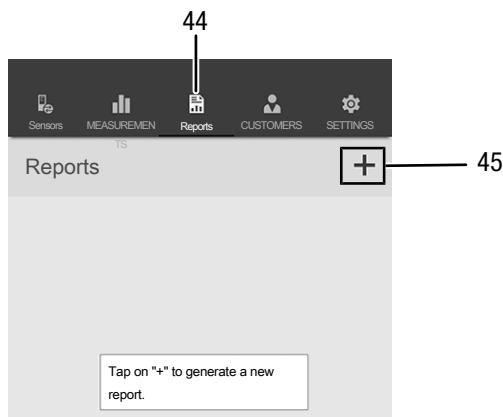 44
Sensors MEASUREMEN Reports CUSTOMERS SETTINGS
TS
Reports + 45
Tap on "+" to generate a new
report.